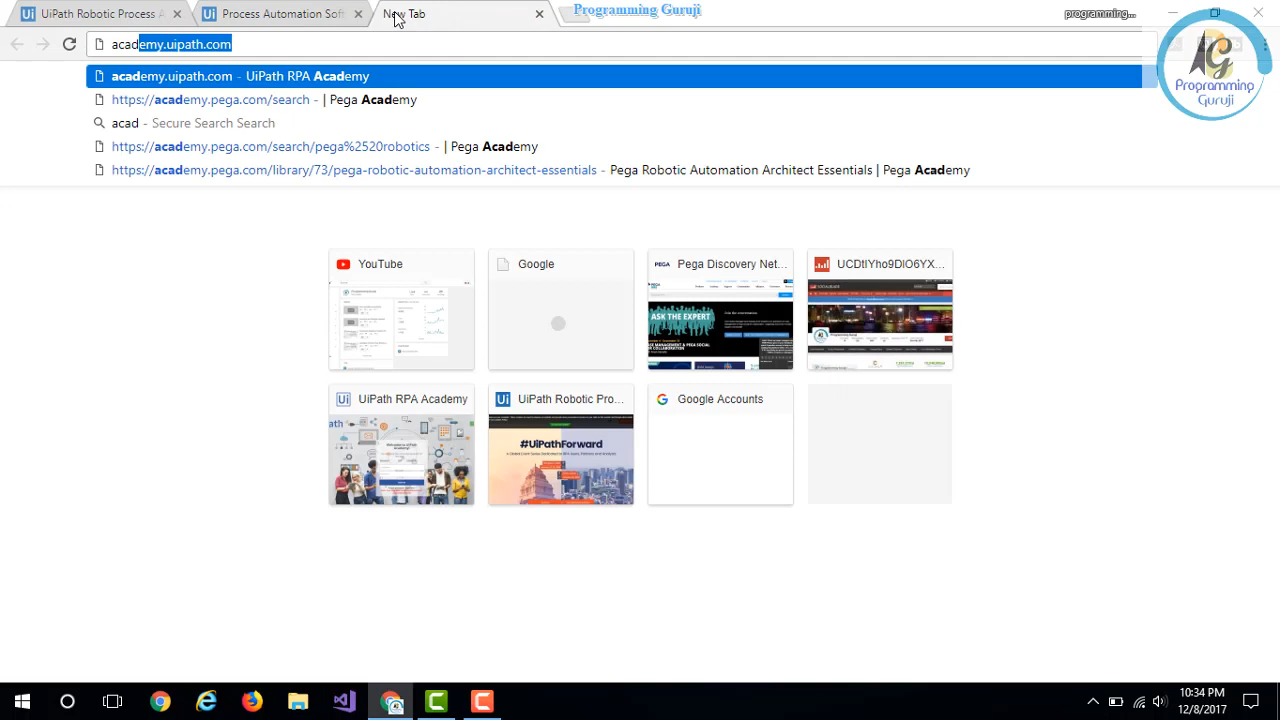 UiPath Robotic Process A
Process Automation Soft
New Tab
Programming Guruji
programming...
academy.uipath.com
academy.uipath.com - UiPath RPA Academy
https://academy.pega.com/search - | Pega Academy
acad - Secure Search Search
https://academy.pega.com/search/pega%2520robotics - | Pega Academy
https://academy.pega.com/library/73/pega-robotic-automation-architect-essentials - Pega Robotic Automation Architect Essentials | Pega Academy
Programming
Guruji
YouTube
Google
PEGA Pega Discovery Net...
UCDtIYho9DIO6YX...
ASK THE EXPERT
Ui UiPath RPA Academy
Ui UiPath Robotic Pro...
Google Accounts
#UiPathForward
10:34 PM
12/8/2017